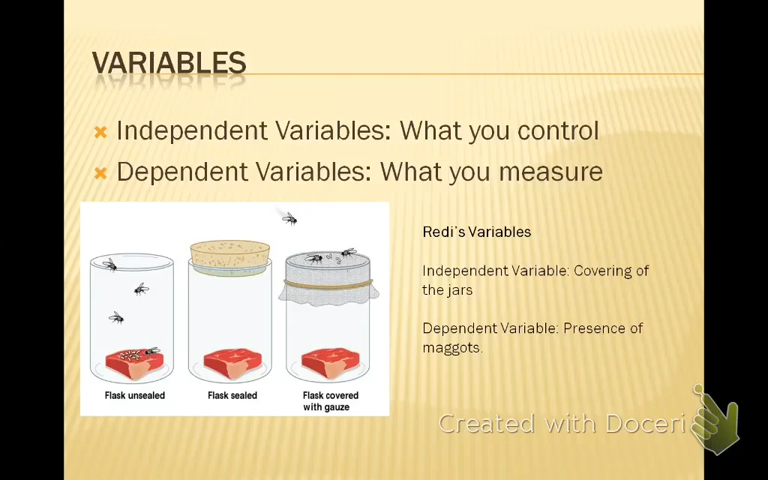 VARIABLES
Independent Variables: What you control
Dependent Variables: What you measure
Redi's Variables
Independent Variable: Covering of
the jars
Dependent Variable: Presence of
maggots.
Flask unsealed
Flask sealed
Flask covered
with gauze
Created with Doceri